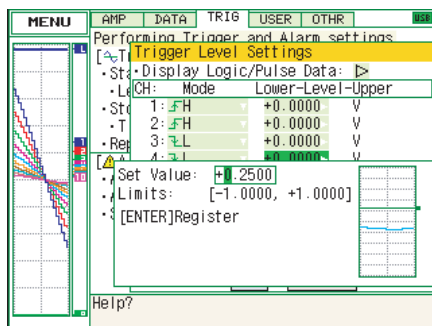 MENU AMP DATA TRIG USER OTHR USB
Performing Trigger and Alarm settings
Trigger Level Settings
・Display Logic/Pulse Data:
CH: Mode Lower-Level-Upper
1: H +0.0000 V
2: H +0.0000 V
3: L +0.0000 V
4: L +0.0000 V
Set Value: +0.2500
Limits: [-1.0000, +1.0000]
[ENTER]Register
Help?